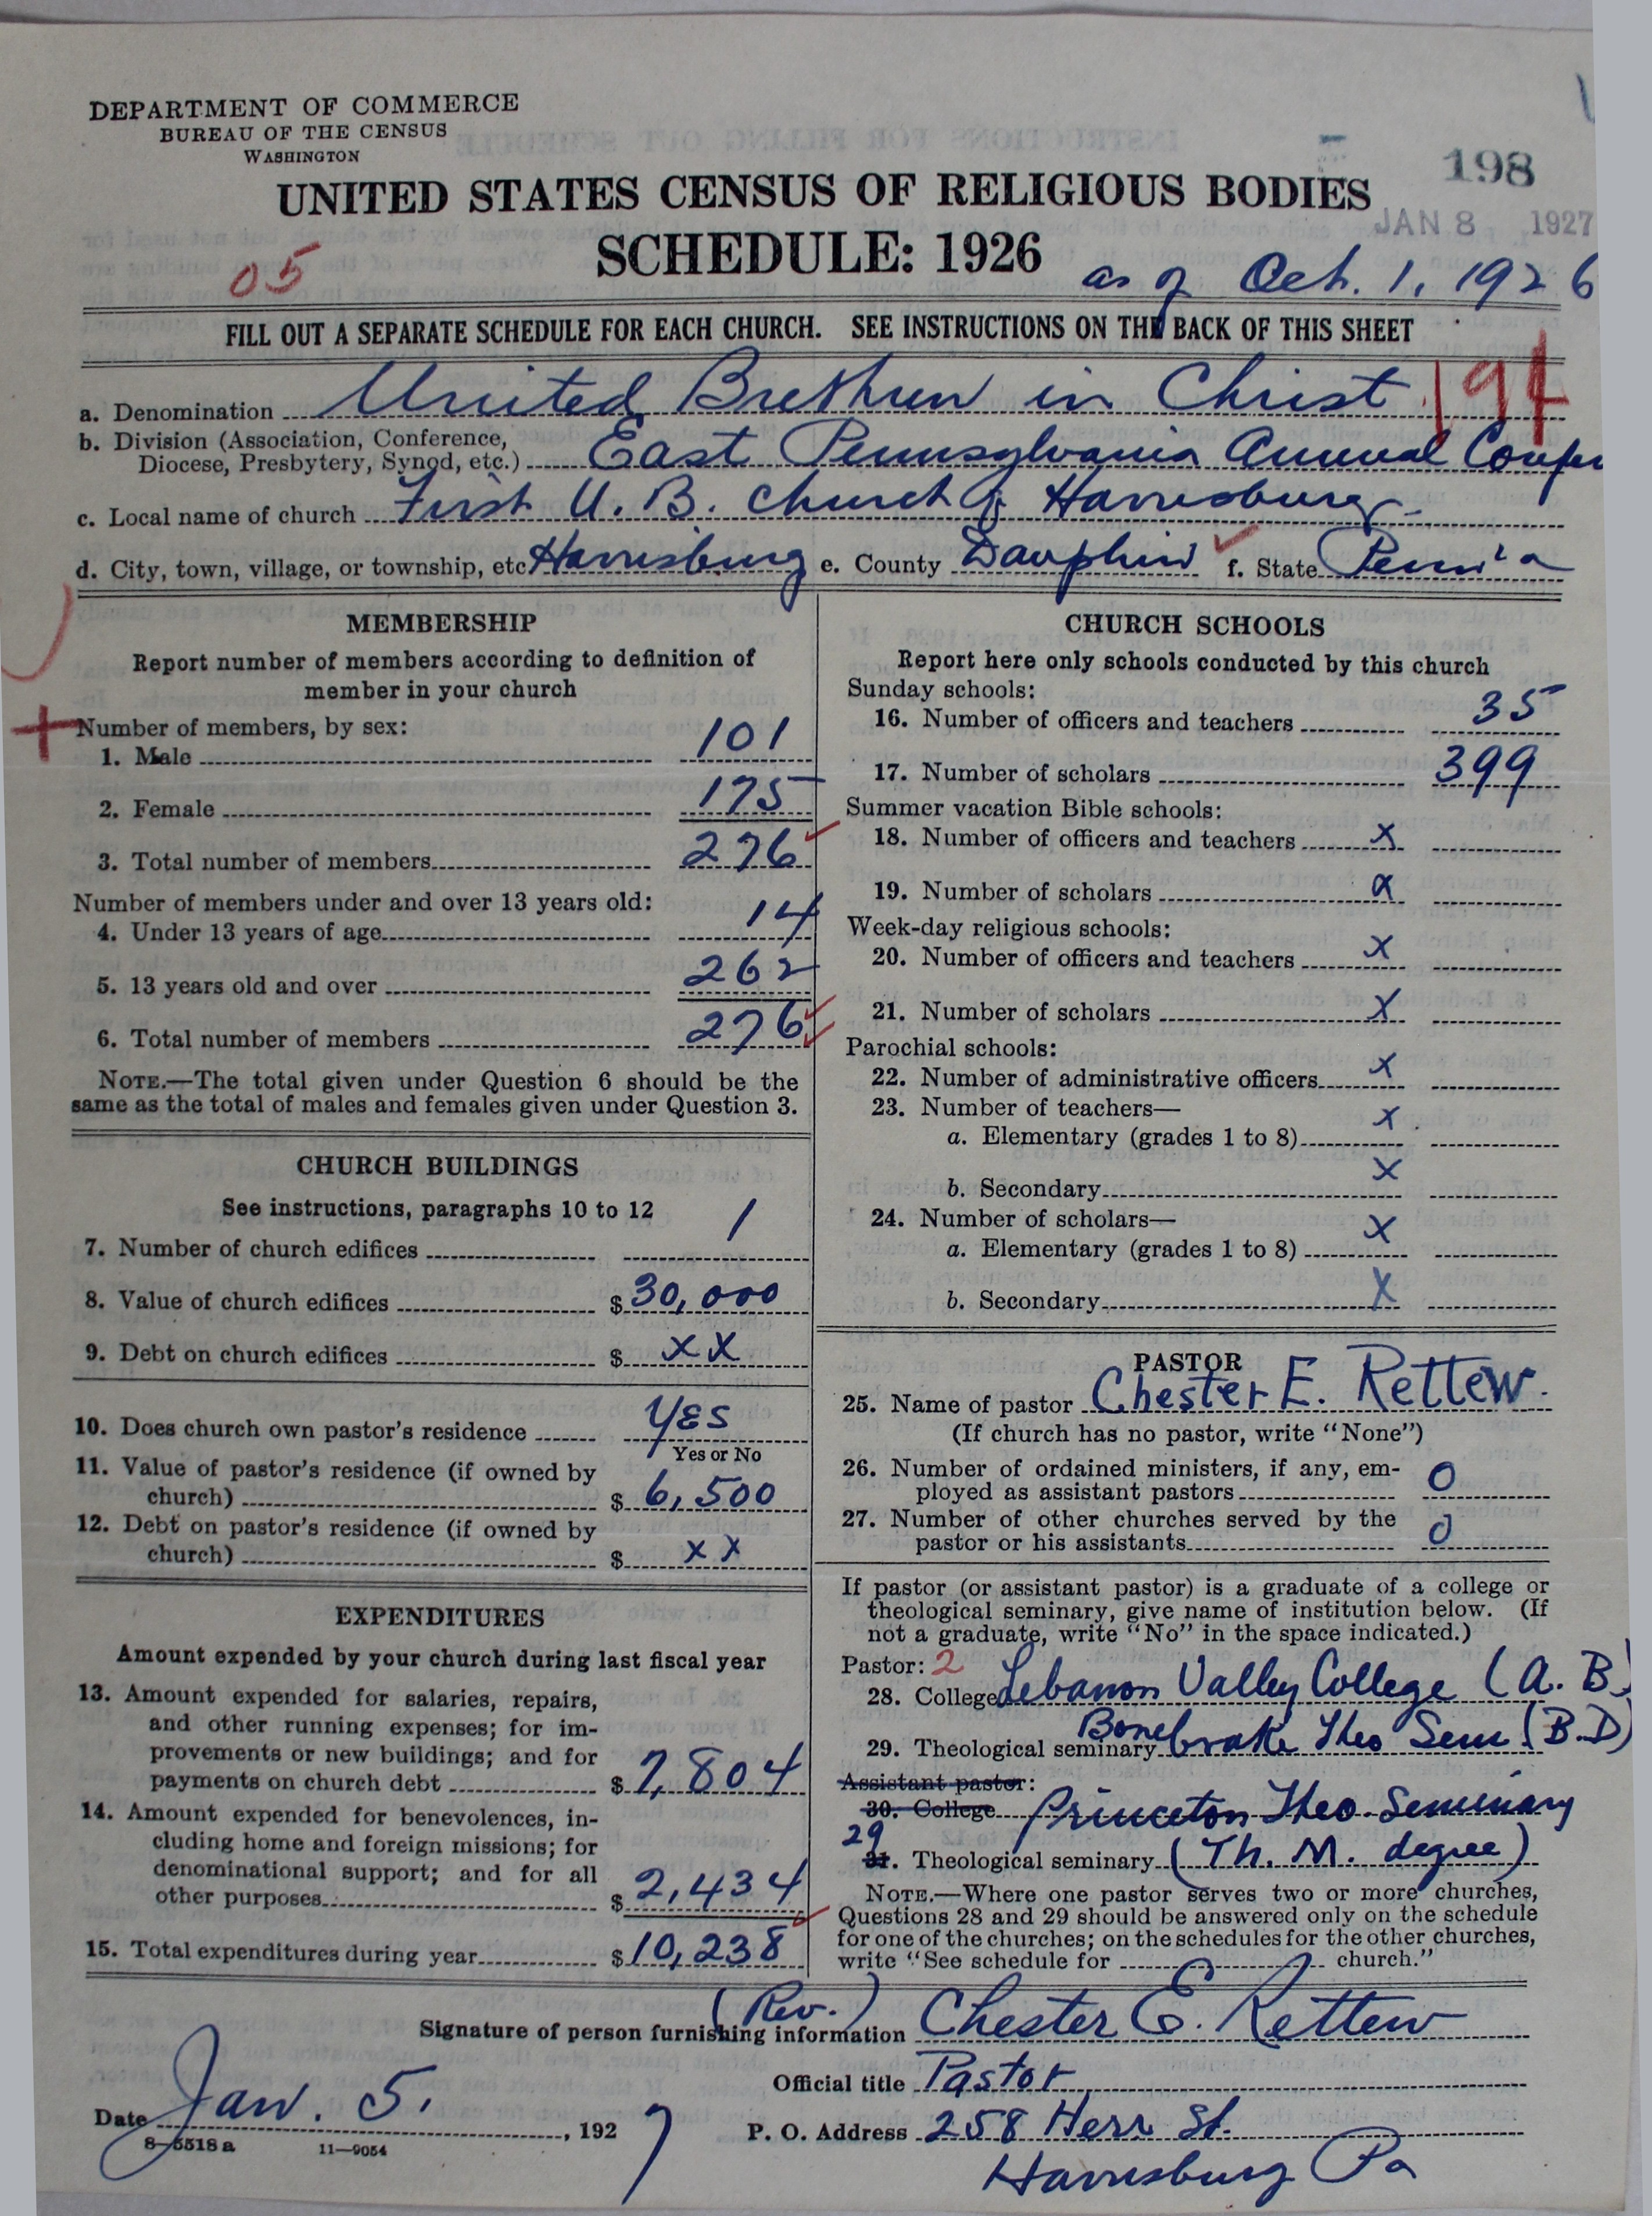 DEPARTMENT OF COMMERCE
BUREAU OF THE CENSUS
WASHINGTON
198
UNITED STATES CENSUS OF RELIGIOUS BODIES
JAN 8 1927
SCHEDULE: 1926
as of Oct. 1, 1926
05
FILL OUT A SEPARATE SCHEDULE FOR EACH CHURCH. SEE INSTRUCTIONS ON THE BACK OF THIS SHEET
a. Denomination United Brethren in Christ 194
b. Division (Association, Conference,
Diocese, Presbytery, Synod, etc.) East Pennsylvania Annual Confer
c. Local name of church First U. B. Church of Harrisburg
d. City, town, village, or township, etc Harrisburg e. County Dauphin f. State Penn'a
MEMBERSHIP
Report number of members according to definition of
member in your church
Number of members, by sex:
1. Male 101
2. Female 175
3. Total number of members 276
Number of members under and over 13 years old:
4. Under 13 years of age 14
5. 13 years old and over 262
6. Total number of members 276
NOTE.—The total given under Question 6 should be the
same as the total of males and females given under Question 3.
CHURCH BUILDINGS
See instructions, paragraphs 10 to 12
7. Number of church edifices 1
8. Value of church edifices $ 30,000
9. Debt on church edifices $ x x
10. Does church own pastor's residence YES
Yes or No
11. Value of pastor's residence (if owned by
church) $ 6,500
12. Debt on pastor's residence (if owned by
church) $ x x
EXPENDITURES
Amount expended by your church during last fiscal year
13. Amount expended for salaries, repairs,
and other running expenses; for im-
provements or new buildings; and for
payments on church debt $ 7,804
14. Amount expended for benevolences, in-
cluding home and foreign missions; for
denominational support; and for all
other purposes $ 2,434
15. Total expenditures during year $ 10,238
CHURCH SCHOOLS
Report here only schools conducted by this church
Sunday schools:
16. Number of officers and teachers 35
17. Number of scholars 399
Summer vacation Bible schools:
18. Number of officers and teachers x
19. Number of scholars x
Week-day religious schools:
20. Number of officers and teachers x
21. Number of scholars x
Parochial schools:
22. Number of administrative officers x
23. Number of teachers—
a. Elementary (grades 1 to 8) x
b. Secondary x
24. Number of scholars—
a. Elementary (grades 1 to 8) x
b. Secondary x
PASTOR
25. Name of pastor Chester E. Rettew.
(If church has no pastor, write "None")
26. Number of ordained ministers, if any, em-
ployed as assistant pastors 0
27. Number of other churches served by the
pastor or his assistants 0
If pastor (or assistant pastor) is a graduate of a college or
theological seminary, give name of institution below. (If
not a graduate, write "No" in the space indicated.)
Pastor: 2
28. College Lebanon Valley College (A. B)
29. Theological seminary Bonebrake Theo Sem (B.D)
Assistant pastor:
30. College Princeton Theo. Seminary
29
31. Theological seminary (Th. M. degree)
NOTE.—Where one pastor serves two or more churches,
Questions 28 and 29 should be answered only on the schedule
for one of the churches; on the schedules for the other churches,
write "See schedule for church."
(Rev.)
Signature of person furnishing information Chester E. Rettew
Official title Pastor
Date Jan. 5. , 1927
P. O. Address 258 Herr St.
Harrisburg Pa
8—5518 a 11—9054